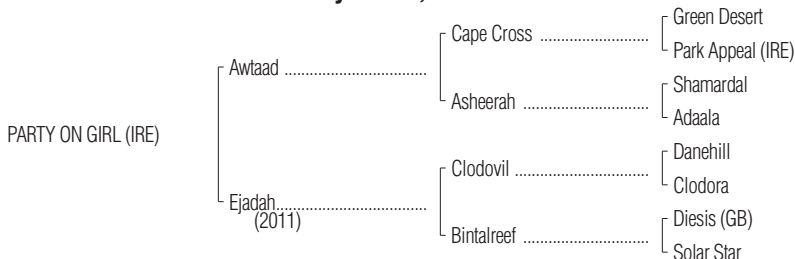 Green Desert
Cape Cross ................................
Park Appeal (IRE)
Awtaad ..........................................
Shamardal
Asheerah .....................................
Adaala
PARTY ON GIRL (IRE)
Danehill
Clodovil .......................................
Clodora
Ejadah............................................
(2011)
Diesis (GB)
Bintalreef .....................................
Solar Star